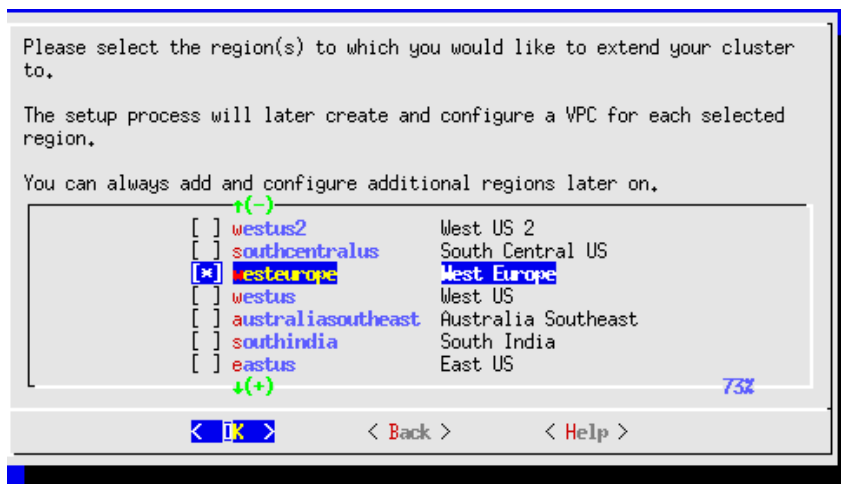 Please select the region(s) to which you would like to extend your cluster
to.
The setup process will later create and configure a VPC for each selected
region.
You can always add and configure additional regions later on.
↑(-)
[ ] westus2 West US 2
[ ] southcentralus South Central US
[*] westeurope West Europe
[ ] westus West US
[ ] australiasoutheast Australia Southeast
[ ] southindia South India
[ ] eastus East US
↓(+) 73%
< OK > < Back > < Help >